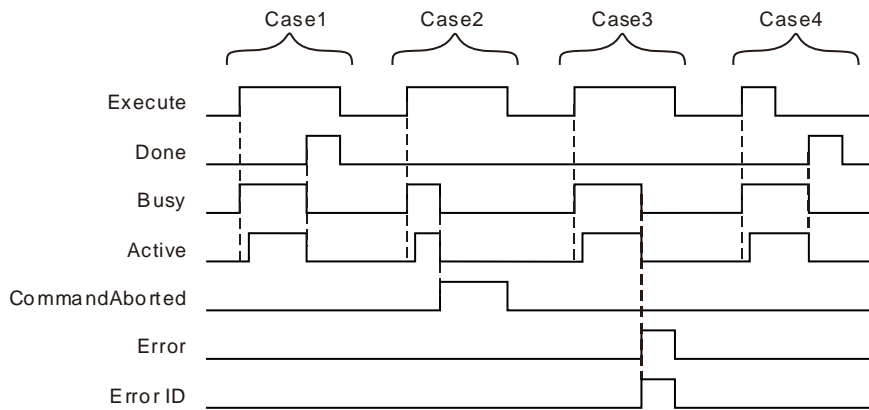 Case1 Case2 Case3 Case4
Execute
Done
Busy
Active
CommandAborted
Error
Error ID